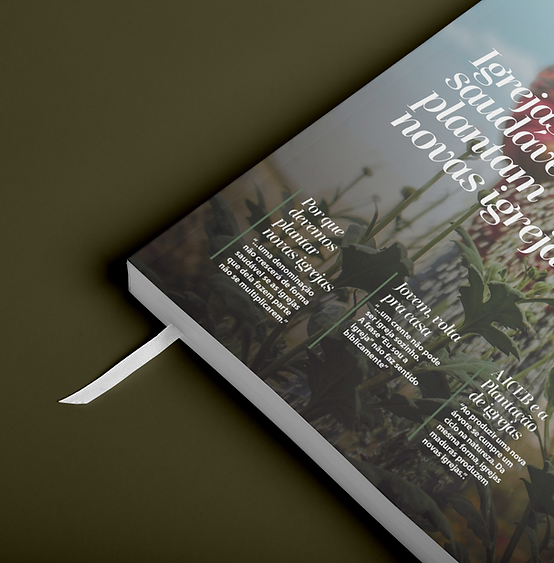 Igrejas
plantam
novas
Por que
devemos
plantar
novas igrejas
"...uma denominação
não crescerá de forma
saudável se as igrejas
que dela fazem parte
não se multiplicarem."
Jovem, volta
pra casa
"...um crente não pode
ser igreja sozinho.
A frase "Eu sou a
igreja" não faz sentido
biblicamente"
AICEB e a
plantação
de igrejas
"Ao produzir uma nova
árvore se cumpre um
ciclo na natureza. Da
mesma forma, igrejas
maduras produzem
novas igrejas."